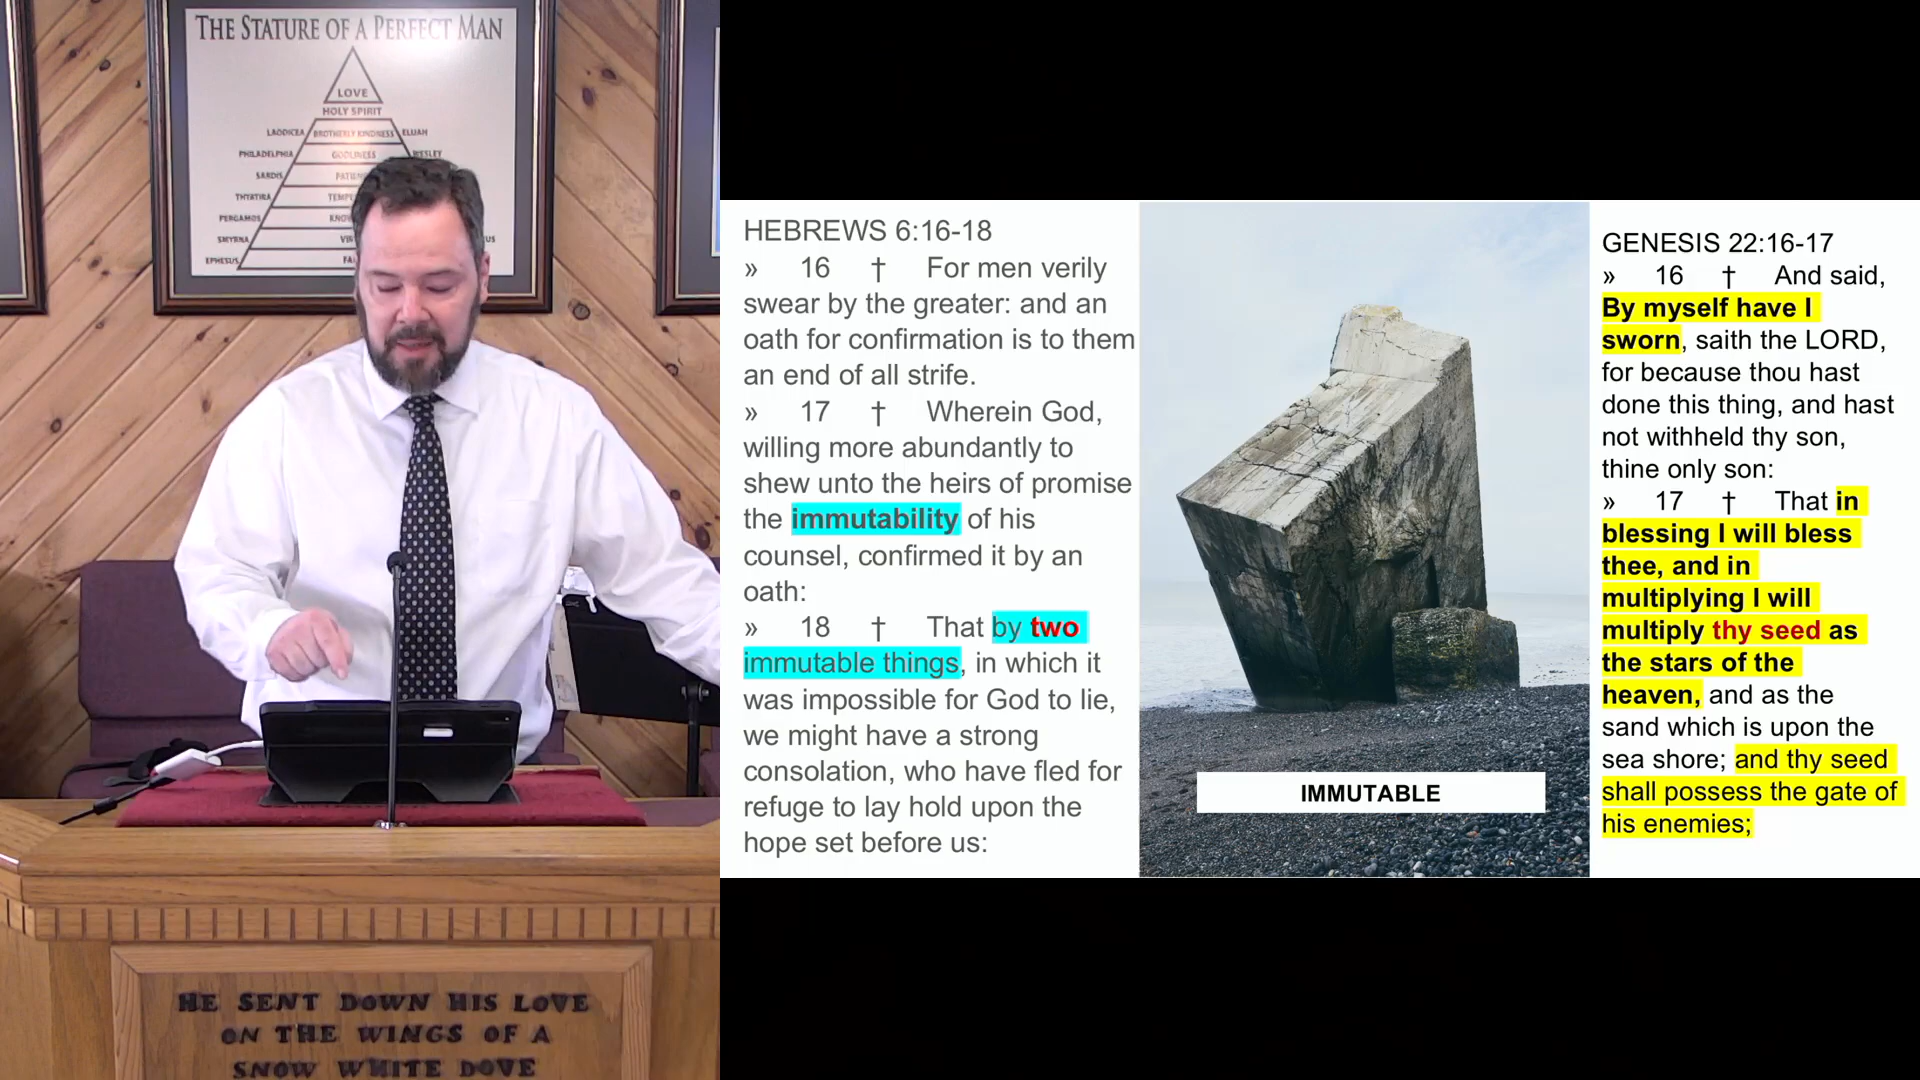 THE STATURE OF A PERFECT MAN
LOVE
HOLY SPIRIT
LAODICEA BROTHERLY KINDNESS ELIJAH
PHILADELPHIA GODLINESS WESLEY
SARDIS
THYATIRA
PERGAMOS
SMYRNA
EPHESUS
HE SENT DOWN HIS LOVE
ON THE WINGS OF A
SNOW WHITE DOVE
HEBREWS 6:16-18
» 16 † For men verily
swear by the greater: and an
oath for confirmation is to them
an end of all strife.
» 17 † Wherein God,
willing more abundantly to
shew unto the heirs of promise
the immutability of his
counsel, confirmed it by an
oath:
» 18 † That by two
immutable things, in which it
was impossible for God to lie,
we might have a strong
consolation, who have fled for
refuge to lay hold upon the
hope set before us:
IMMUTABLE
GENESIS 22:16-17
» 16 † And said,
By myself have I
sworn, saith the LORD,
for because thou hast
done this thing, and hast
not withheld thy son,
thine only son:
» 17 † That in
blessing I will bless
thee, and in
multiplying I will
multiply thy seed as
the stars of the
heaven, and as the
sand which is upon the
sea shore; and thy seed
shall possess the gate of
his enemies;